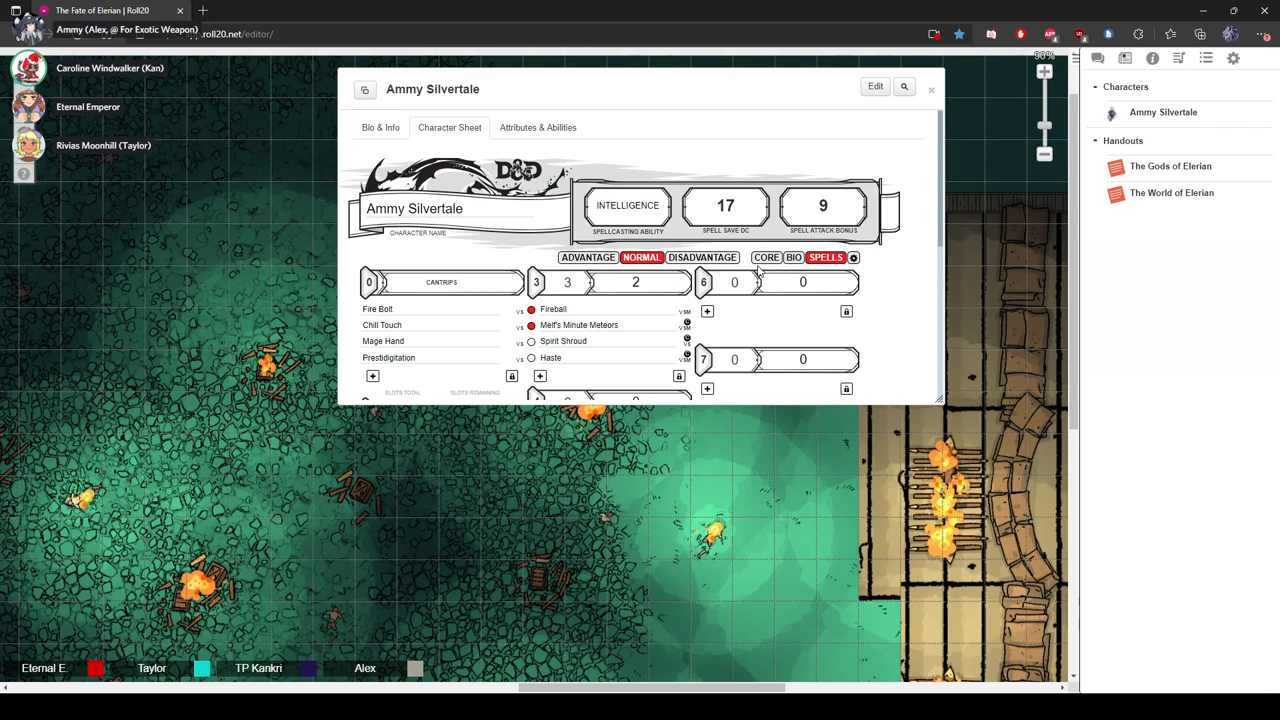 The Fate of Elerian | Roll20
Ammy (Alex, @ For Exotic Weapon)
.roll20.net/editor/
Caroline Windwalker (Kan)
Eternal Emperor
Rivias Moonhill (Taylor)
?
90%
Ammy Silvertale
Edit
Bio & Info
Character Sheet
Attributes & Abilities
D&D
Ammy Silvertale
CHARACTER NAME
INTELLIGENCE
SPELLCASTING ABILITY
17
SPELL SAVE DC
9
SPELL ATTACK BONUS
ADVANTAGE NORMAL DISADVANTAGE CORE BIO SPELLS
0 CANTRIPS
Fire Bolt V S
Chill Touch V S
Mage Hand V S
Prestidigitation V S
SLOTS TOTAL SLOTS REMAINING
3 3 2
Fireball V S M
Melf's Minute Meteors C V S M
Spirit Shroud C V S
Haste C V S M
6 0 0
7 0 0
Characters
Ammy Silvertale
Handouts
The Gods of Elerian
The World of Elerian
Eternal E. Taylor TP Kankri Alex